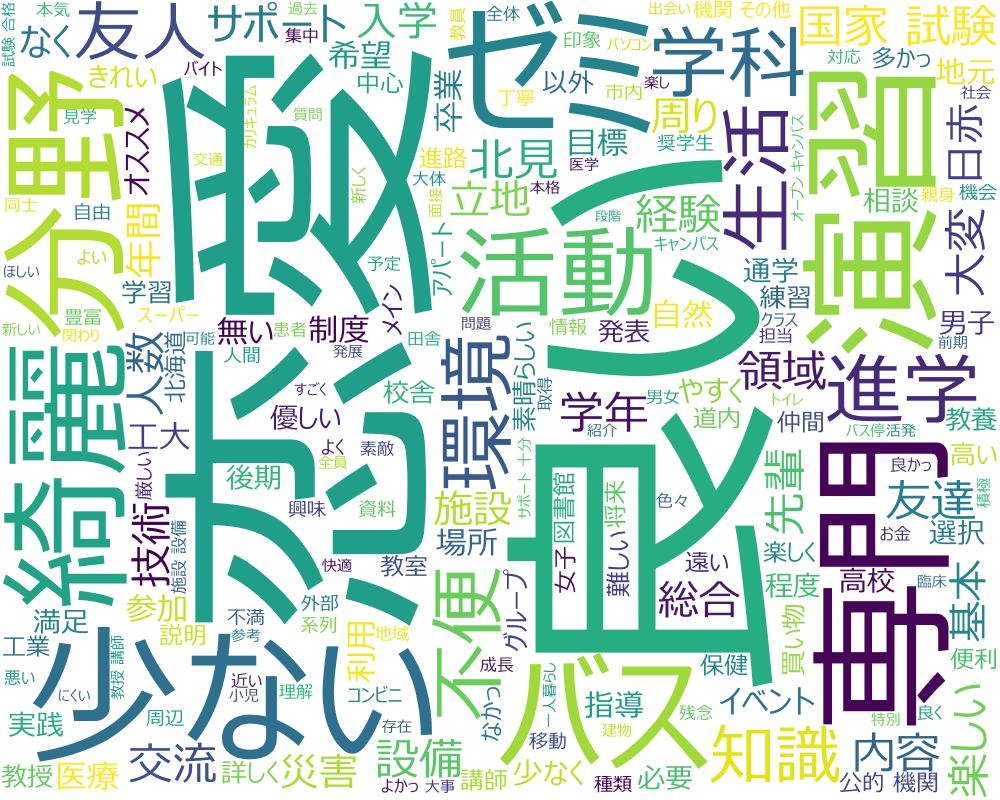 試験 合格
本気
過去
なく
友人
サポート
集中
入学
ゼミ
教員
全体
出会い
機関 その他
印象
パソコン
国家 試験
バイト
希望
学科
対応
多かっ
きれい
中心
卒業
以外
丁寧
市内
楽し
地元
社会
見学
オススメ
カリキュラム
質問
恋愛
目標
周り
奨学生
生活
オープン キャンパス
演習
日赤
分野
交通
進路
北見
医学
同士
自由
新しく
大体
面接
立地
本格
経験
相談
親身
機会
年間
段階
ほしい
よい
予定
アパート
活動
キャンパス
通学
大変
学習
メイン
練習
新しい
豊富
スーパー
無い
患者
制度
問題
情報
発表
自然
クラス
担当
男子
関わり
人数
北海道
可能
人間
発展
田舎
良い
領域
前期
綺麗
校舎
環境
素晴らしい
取得
男女
やすく
進学
トイレ
すごく
優しい
学年
道内
仲間
教養
工大
よく
素敵
紹介
バス停
活発
厳しい
後期
全員
サポート 十分
良かっ
高い
技術
興味
資料
施設
図書館
将来
色々
先輩
専門
友達
積極
施設 設備
場所
女子
難しい
遠い
楽しく
お金
選択
快適
教室
総合
程度
高校
臨床
基本
満足
参加
不満
外部
不便
グループ
買い物
工業
説明
参考
系列
利用
地域
保健
便利
教授 講師
悪い
少ない
近い
成長
バス
一人暮らし
にくい
小児
理解
コンビニ
なかっ
指導
イベント
特別
良く
実践
周辺
存在
残念
楽しい
移動
建物
知識
内容
教授
医療
交流
詳しく
災害
設備
講師
少なく
必要
よかっ
大事
種類
公的 機関